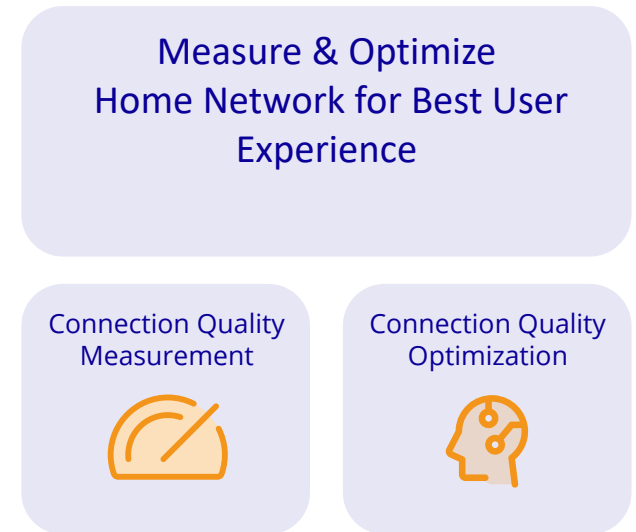 Measure & Optimize
Home Network for Best User
Experience
Connection Quality
Measurement
Connection Quality
Optimization